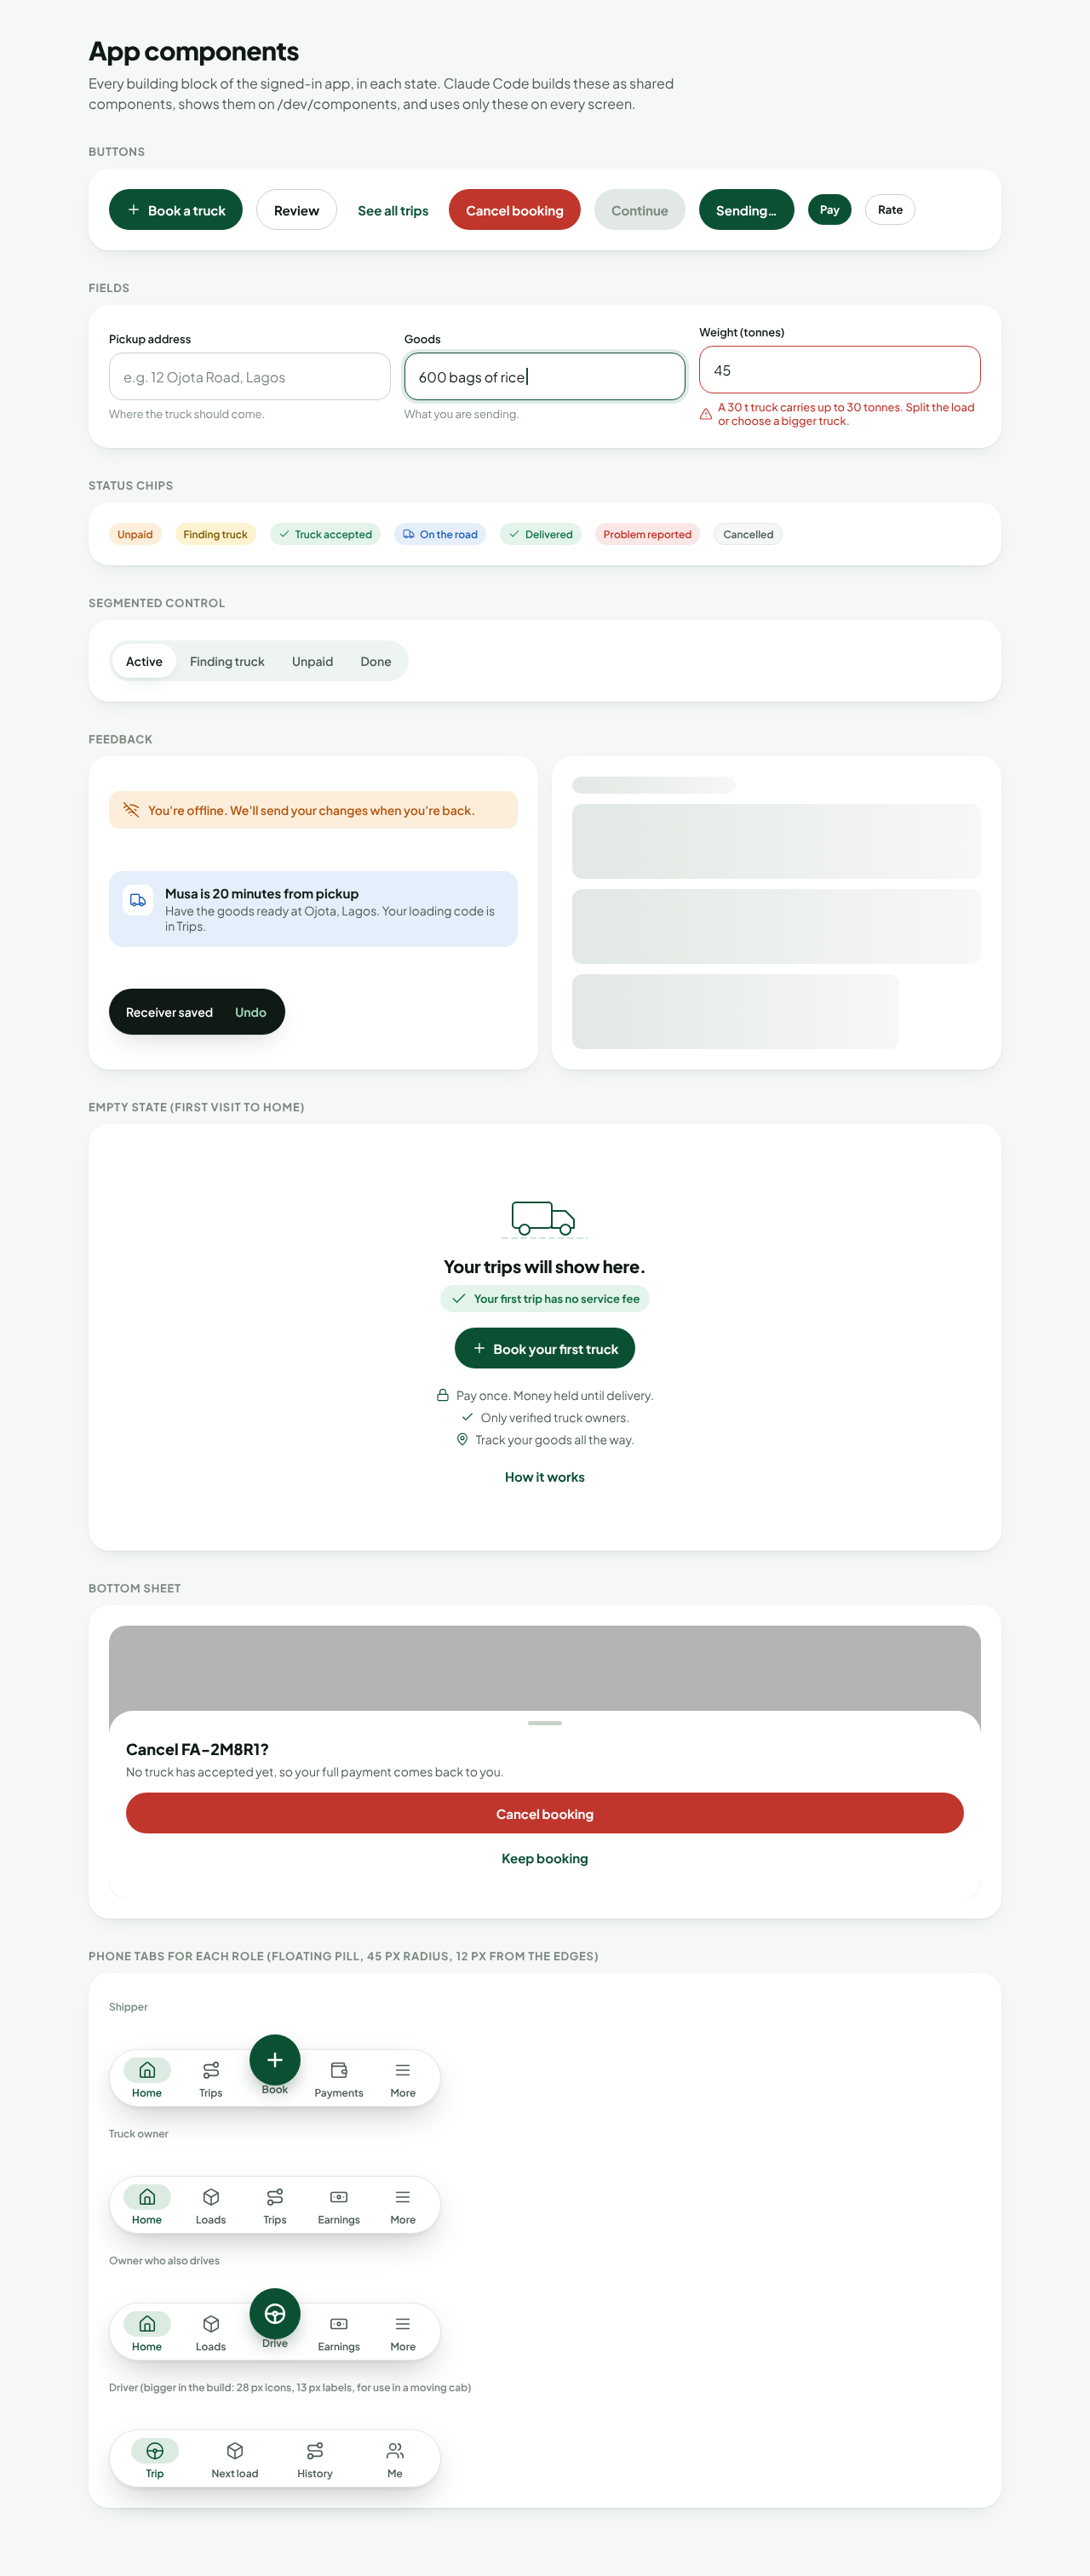 App components
Every building block of the signed-in app, in each state. Claude Code builds these as shared
components, shows them on /dev/components, and uses only these on every screen.
BUTTONS
+ Book a truck
Review
See all trips
Cancel booking
Continue
Sending...
Pay
Rate
FIELDS
Pickup address
e.g. 12 Ojota Road, Lagos
Where the truck should come.
Goods
600 bags of rice
What you are sending.
Weight (tonnes)
45
A 30 t truck carries up to 30 tonnes. Split the load
or choose a bigger truck.
STATUS CHIPS
Unpaid
Finding truck
Truck accepted
On the road
Delivered
Problem reported
Cancelled
SEGMENTED CONTROL
Active
Finding truck
Unpaid
Done
FEEDBACK
You're offline. We'll send your changes when you're back.
Musa is 20 minutes from pickup
Have the goods ready at Ojota, Lagos. Your loading code is
in Trips.
Receiver saved
Undo
EMPTY STATE (FIRST VISIT TO HOME)
Your trips will show here.
Your first trip has no service fee
+ Book your first truck
Pay once. Money held until delivery.
Only verified truck owners.
Track your goods all the way.
How it works
BOTTOM SHEET
Cancel FA-2M8R1?
No truck has accepted yet, so your full payment comes back to you.
Cancel booking
Keep booking
PHONE TABS FOR EACH ROLE (FLOATING PILL, 45 PX RADIUS, 12 PX FROM THE EDGES)
Shipper
Home
Trips
Book
Payments
More
Truck owner
Home
Loads
Trips
Earnings
More
Owner who also drives
Home
Loads
Drive
Earnings
More
Driver (bigger in the build: 28 px icons, 13 px labels, for use in a moving cab)
Trip
Next load
History
Me